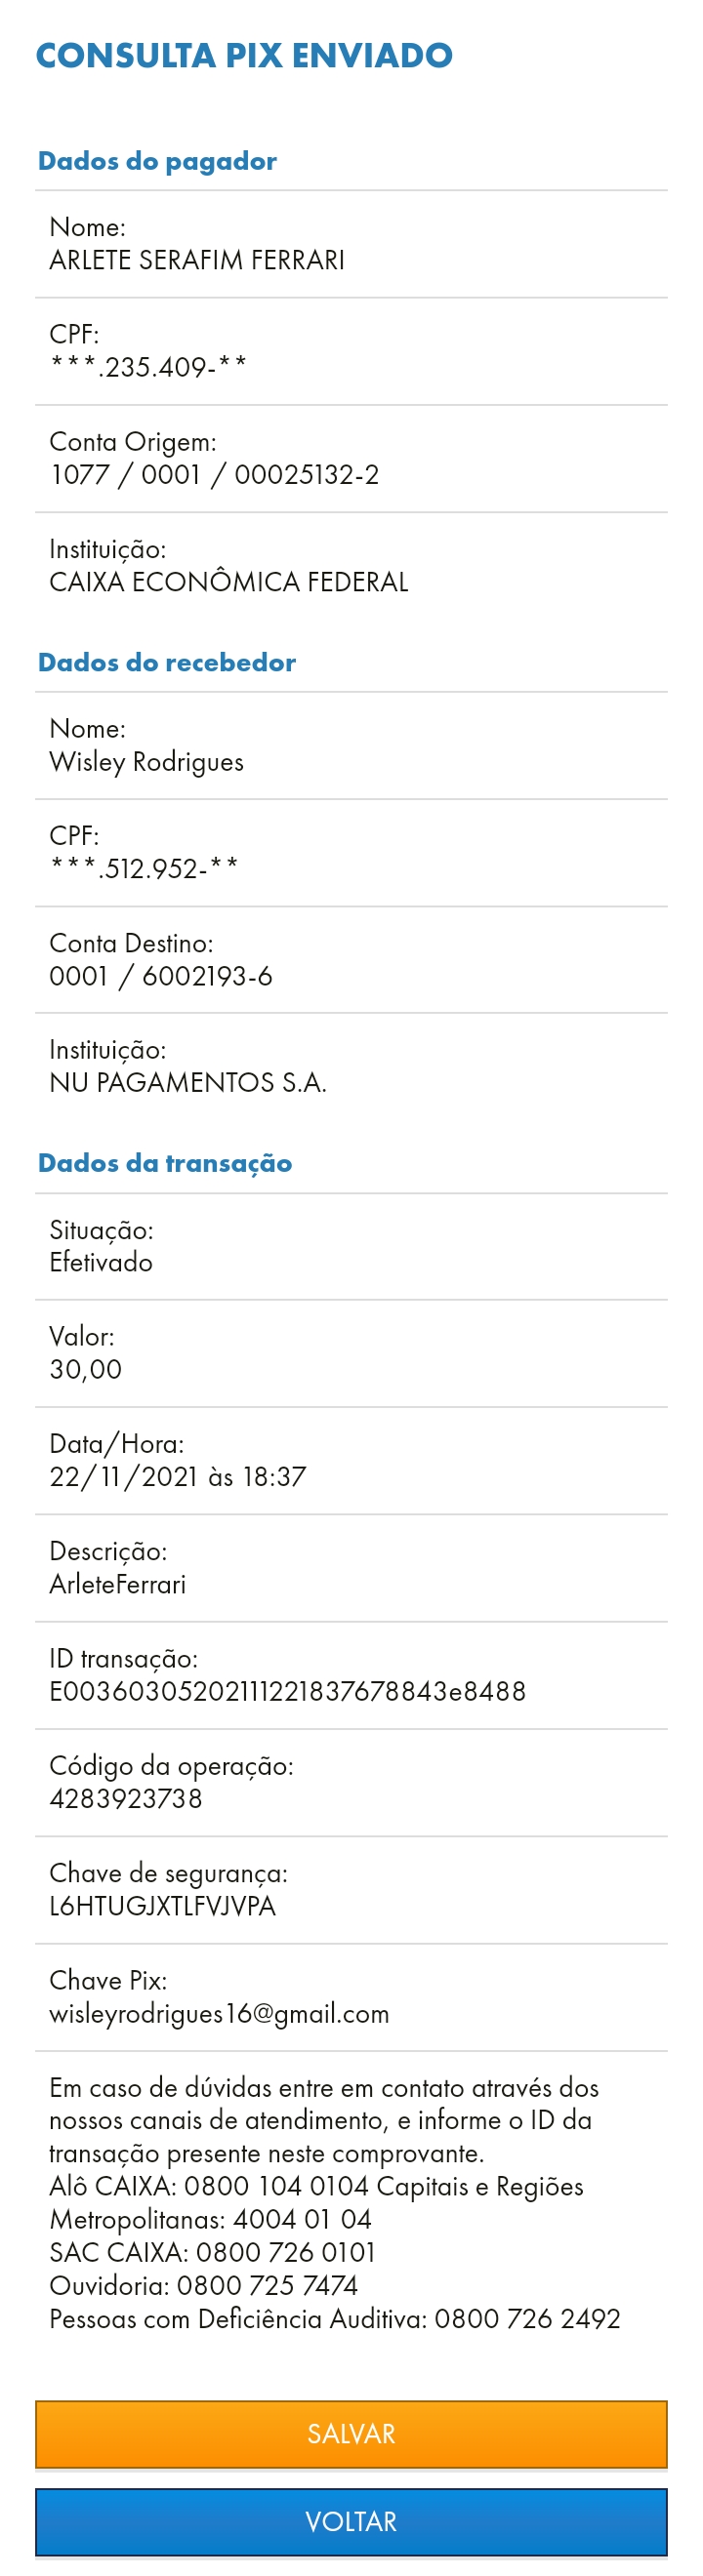 CONSULTA PIX ENVIADO
Dados do pagador
Nome:
ARLETE SERAFIM FERRARI
CPF:
***.235.409-**
Conta Origem:
1077 / 0001 / 00025132-2
Instituição:
CAIXA ECONÔMICA FEDERAL
Dados do recebedor
Nome:
Wisley Rodrigues
CPF:
***.512.952-**
Conta Destino:
0001 / 6002193-6
Instituição:
NU PAGAMENTOS S.A.
Dados da transação
Situação:
Efetivado
Valor:
30,00
Data/Hora:
22/11/2021 às 18:37
Descrição:
ArleteFerrari
ID transação:
E00360305202111221837678843e8488
Código da operação:
4283923738
Chave de segurança:
L6HTUGJXTLFVJVPA
Chave Pix:
wisleyrodrigues16@gmail.com
Em caso de dúvidas entre em contato através dos
nossos canais de atendimento, e informe o ID da
transação presente neste comprovante.
Alô CAIXA: 0800 104 0104 Capitais e Regiões
Metropolitanas: 4004 01 04
SAC CAIXA: 0800 726 0101
Ouvidoria: 0800 725 7474
Pessoas com Deficiência Auditiva: 0800 726 2492
SALVAR
VOLTAR